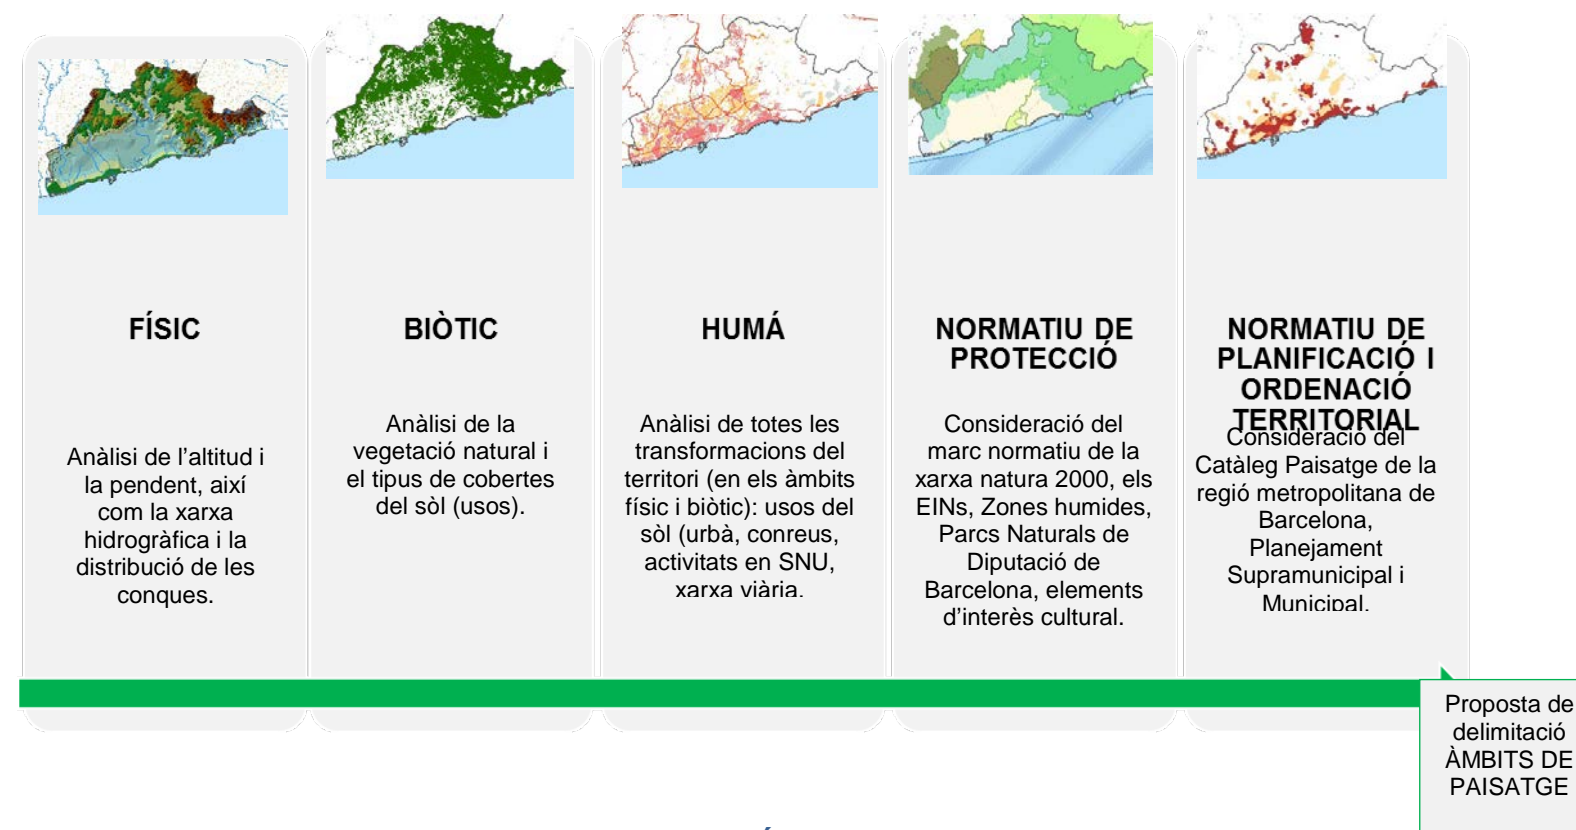 FÍSIC
Anàlisi de l’altitud i
la pendent, així
com la xarxa
hidrogràfica i la
distribució de les
conques.
BIÒTIC
Anàlisi de la
vegetació natural i
el tipus de cobertes
del sòl (usos).
HUMÁ
Anàlisi de totes les
transformacions del
territori (en els àmbits
físic i biòtic): usos del
sòl (urbà, conreus,
activitats en SNU,
xarxa viària.
NORMATIU DE
PROTECCIÓ
Consideració del
marc normatiu de la
xarxa natura 2000, els
EINs, Zones humides,
Parcs Naturals de
Diputació de
Barcelona, elements
d’interès cultural.
NORMATIU DE
PLANIFICACIÓ I
ORDENACIÓ
TERRITORIAL
Consideració del
Catàleg Paisatge de la
regió metropolitana de
Barcelona,
Planejament
Supramunicipal i
Municipal.
Proposta de
delimitació
ÀMBITS DE
PAISATGE